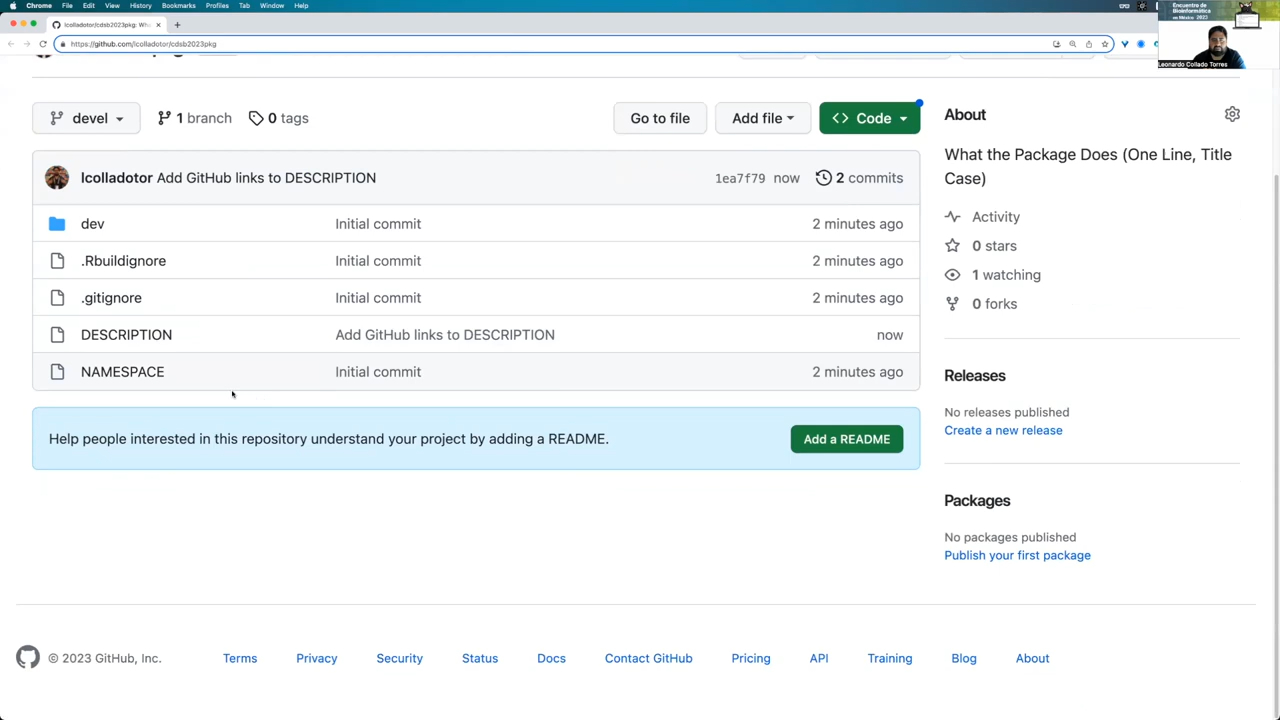 Chrome File Edit View History Bookmarks Profiles Tab Window Help
lcolladotor/cdsb2023pkg: Wha
https://github.com/lcolladotor/cdsb2023pkg
Encuentro de
Bioinformática
en México 2023
Leonardo Collado Torres
devel
1 branch
0 tags
Go to file
Add file
Code
lcolladotor Add GitHub links to DESCRIPTION
1ea7f79 now
2 commits
dev Initial commit 2 minutes ago
.Rbuildignore Initial commit 2 minutes ago
.gitignore Initial commit 2 minutes ago
DESCRIPTION Add GitHub links to DESCRIPTION now
NAMESPACE Initial commit 2 minutes ago
Help people interested in this repository understand your project by adding a README.
Add a README
About
What the Package Does (One Line, Title
Case)
Activity
0 stars
1 watching
0 forks
Releases
No releases published
Create a new release
Packages
No packages published
Publish your first package
© 2023 GitHub, Inc.
Terms
Privacy
Security
Status
Docs
Contact GitHub
Pricing
API
Training
Blog
About